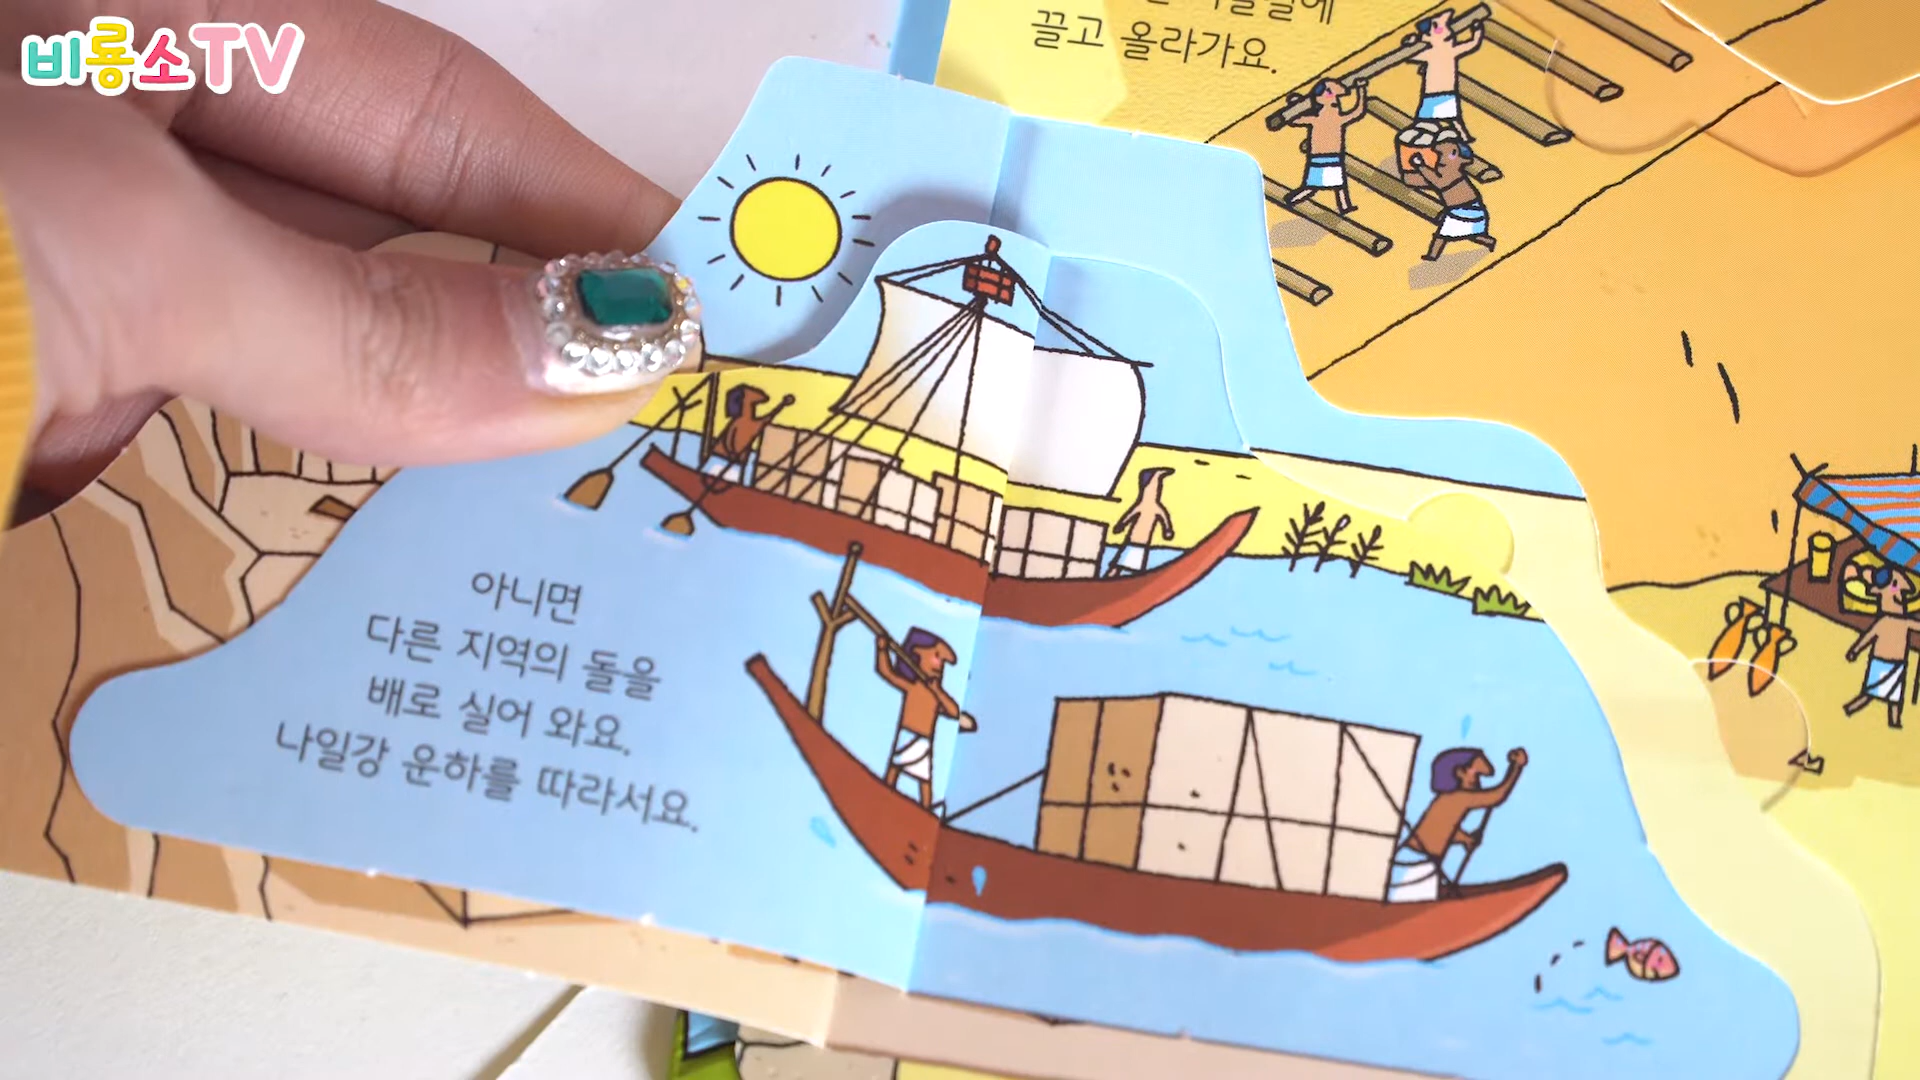 비룡소TV
끌고 올라가요.
아니면
다른 지역의 돌을
배로 실어 와요.
나일강 운하를 따라서요.